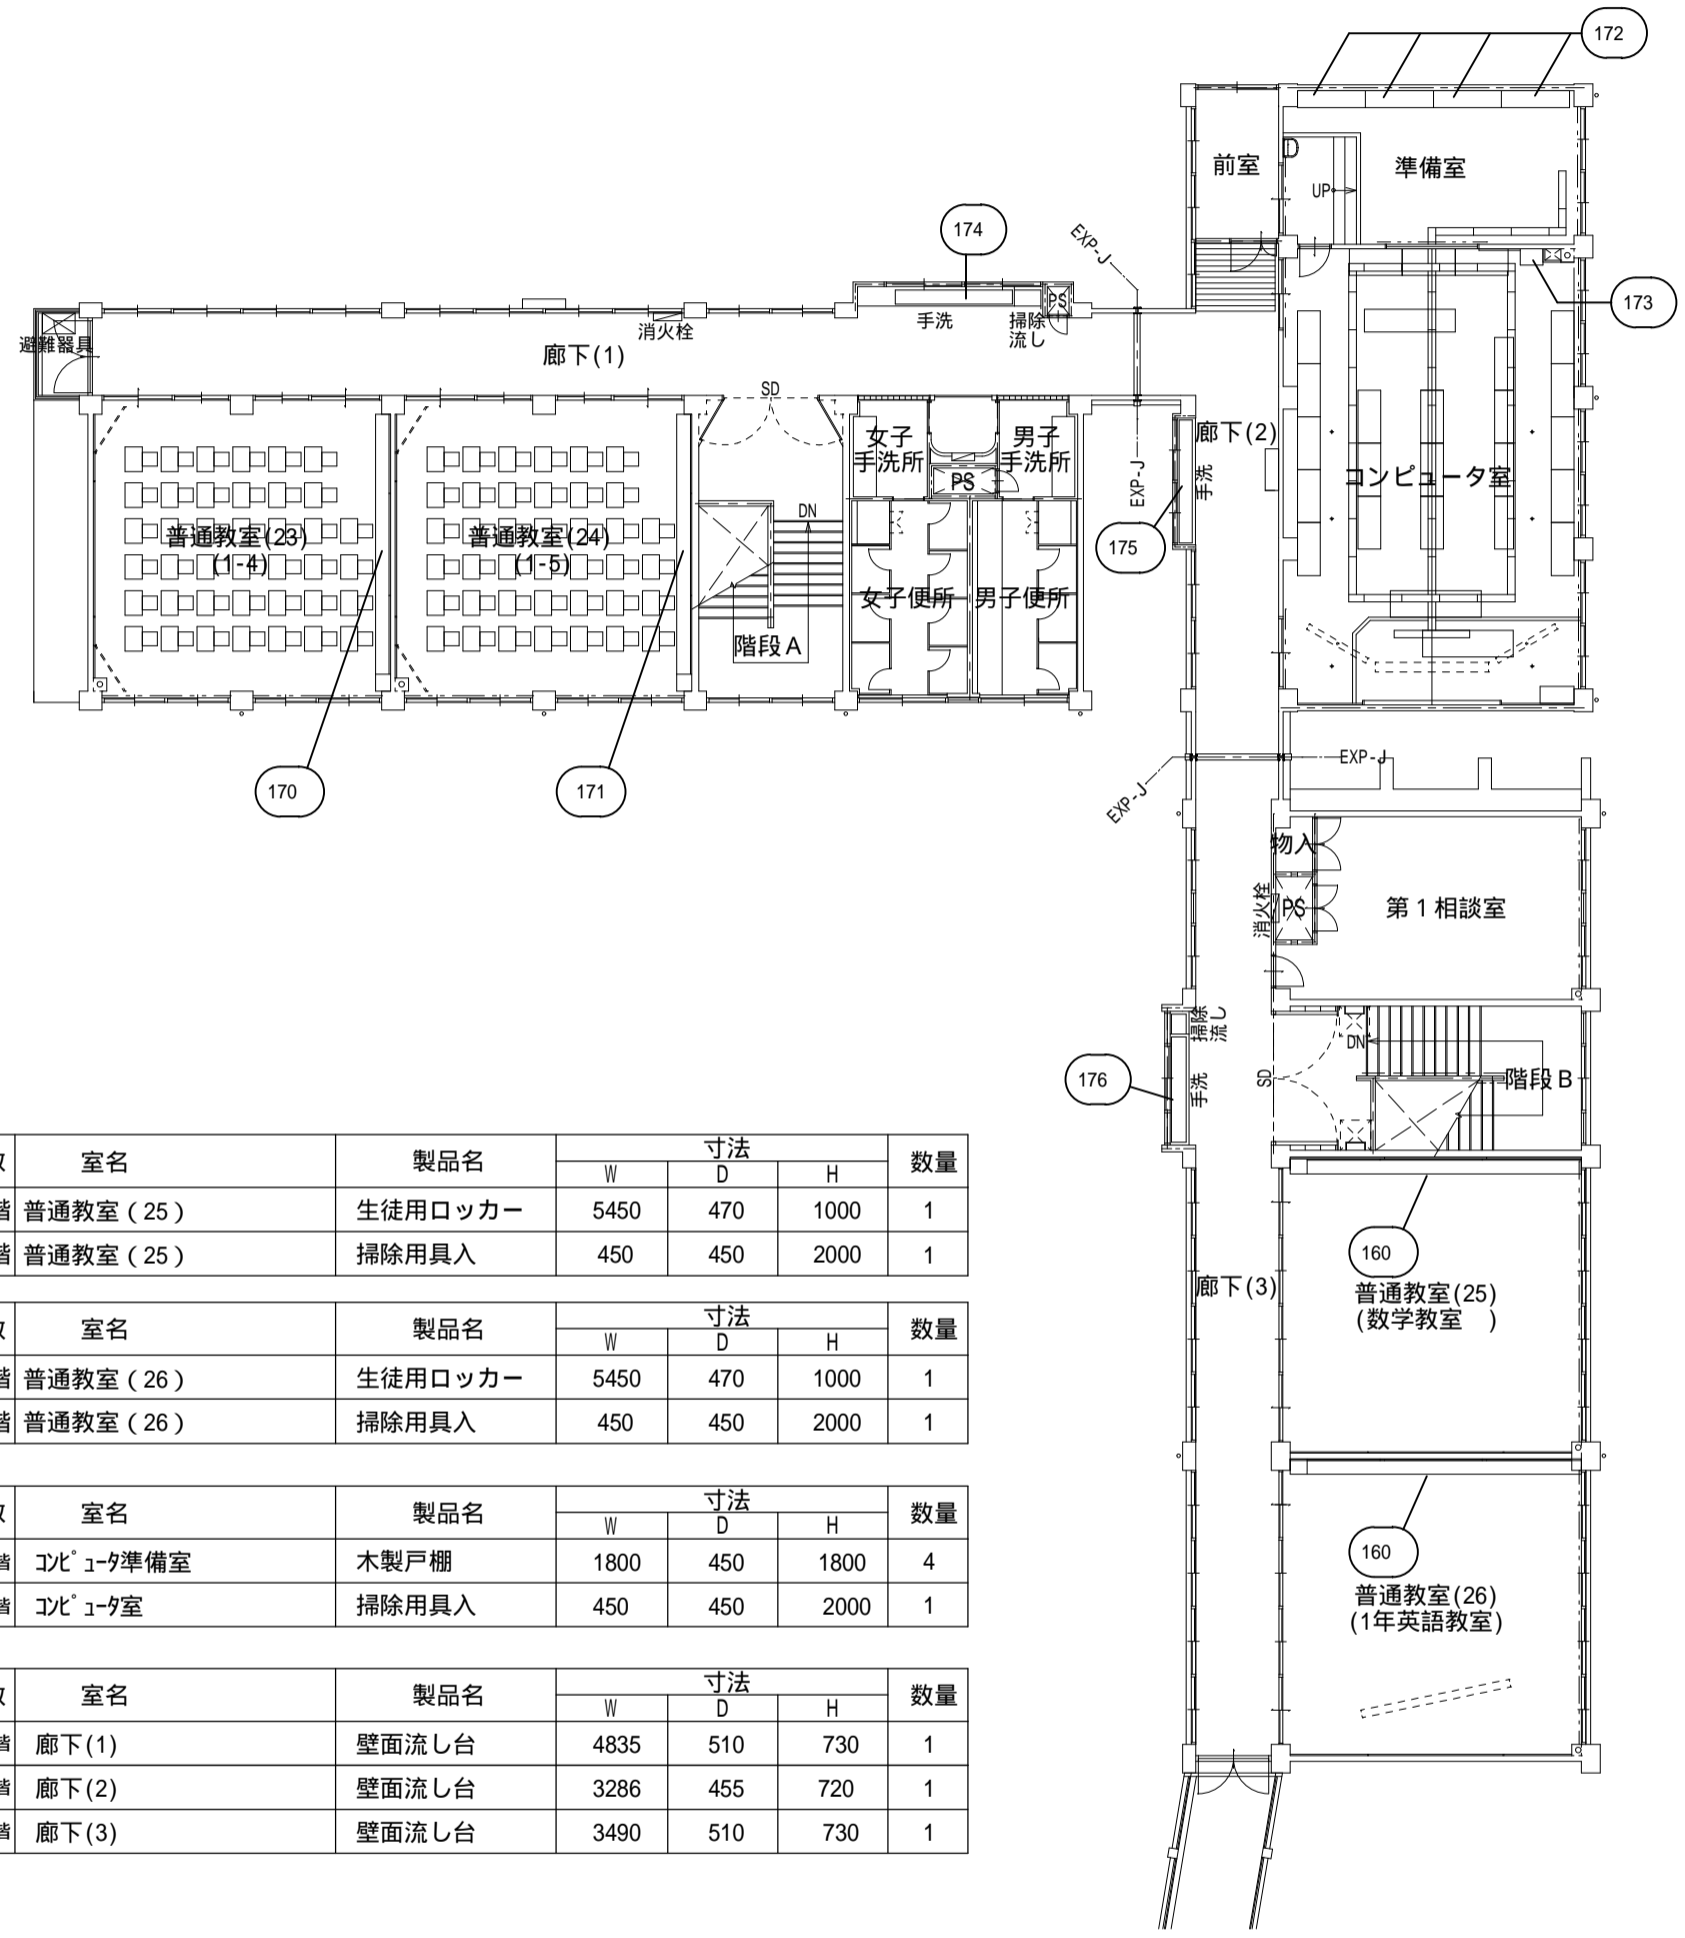 172
前室
準備室
UP
174
EXP-J
173
PS
手洗
掃除
流し
消火栓
避難器具
廊下(1)
SD
廊下(2)
女子
手洗所
男子
手洗所
PS
手洗
EXP-J
コンピュータ室
DN
普通教室(23)
(1-4)
普通教室(24)
(1-5)
175
女子便所
男子便所
階段A
170
171
EXP-J
EXP-J
物入
消火栓
PS
第1相談室
掃除
流し
DN
176
手洗
SD
階段B
160
廊下(3)
普通教室(25)
(数学教室　)
160
普通教室(26)
(1年英語教室)
室名 製品名 寸法 数量
W D H
階 普通教室(25) 生徒用ロッカー 5450 470 1000 1
階 普通教室(25) 掃除用具入 450 450 2000 1
室名 製品名 寸法 数量
W D H
階 普通教室(26) 生徒用ロッカー 5450 470 1000 1
階 普通教室(26) 掃除用具入 450 450 2000 1
室名 製品名 寸法 数量
W D H
階 コンピュータ準備室 木製戸棚 1800 450 1800 4
階 コンピュータ室 掃除用具入 450 450 2000 1
室名 製品名 寸法 数量
W D H
階 廊下(1) 壁面流し台 4835 510 730 1
階 廊下(2) 壁面流し台 3286 455 720 1
階 廊下(3) 壁面流し台 3490 510 730 1